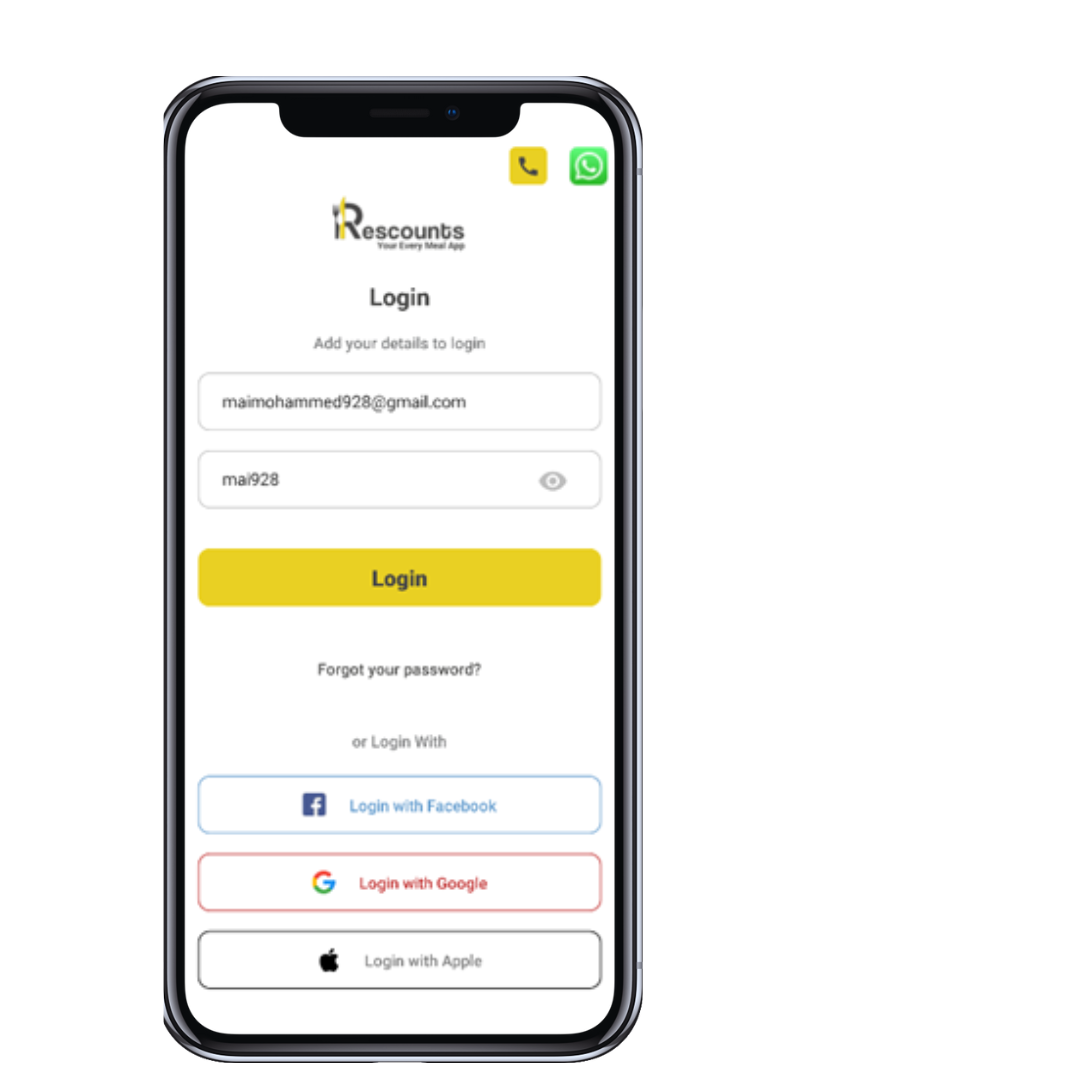 Rescounts
Your Every Meal App
Login
Add your details to login
maimohammed928@gmail.com
mai928
Login
Forgot your password?
or Login With
Login with Facebook
Login with Google
Login with Apple